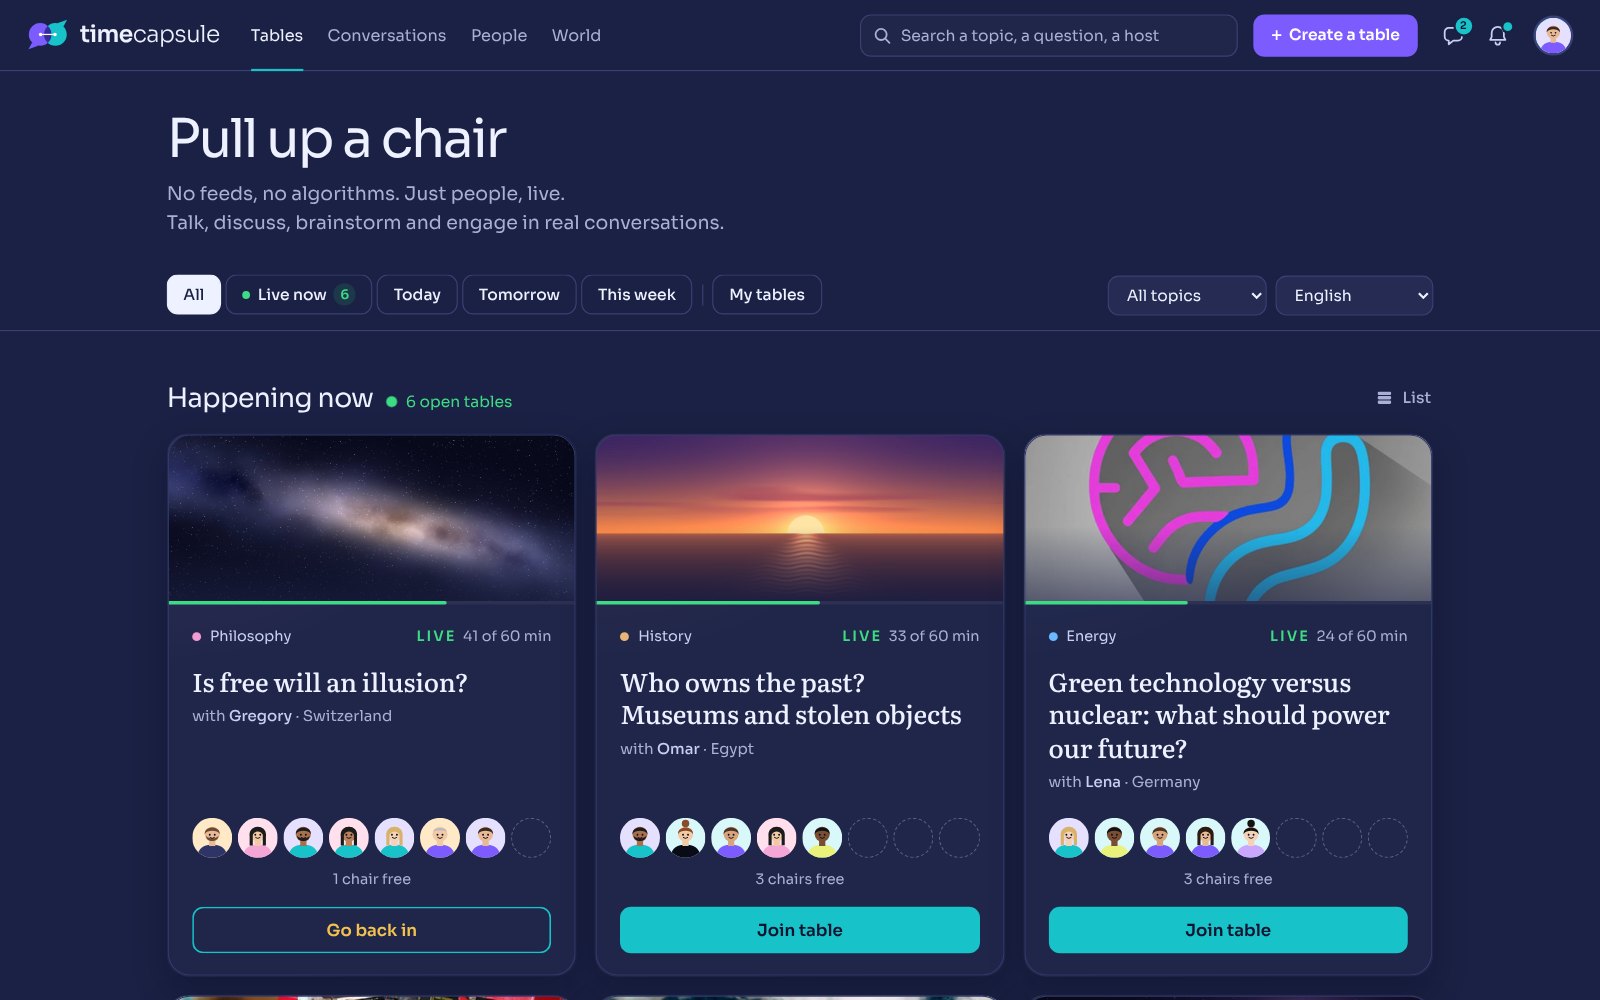 timecapsule
Tables
Conversations
People
World
Search a topic, a question, a host
+ Create a table
2
Pull up a chair
No feeds, no algorithms. Just people, live.
Talk, discuss, brainstorm and engage in real conversations.
All
Live now 6
Today
Tomorrow
This week
My tables
All topics
English
Happening now
6 open tables
List
Philosophy
LIVE 41 of 60 min
Is free will an illusion?
with Gregory · Switzerland
1 chair free
Go back in
History
LIVE 33 of 60 min
Who owns the past?
Museums and stolen objects
with Omar · Egypt
3 chairs free
Join table
Energy
LIVE 24 of 60 min
Green technology versus
nuclear: what should power
our future?
with Lena · Germany
3 chairs free
Join table